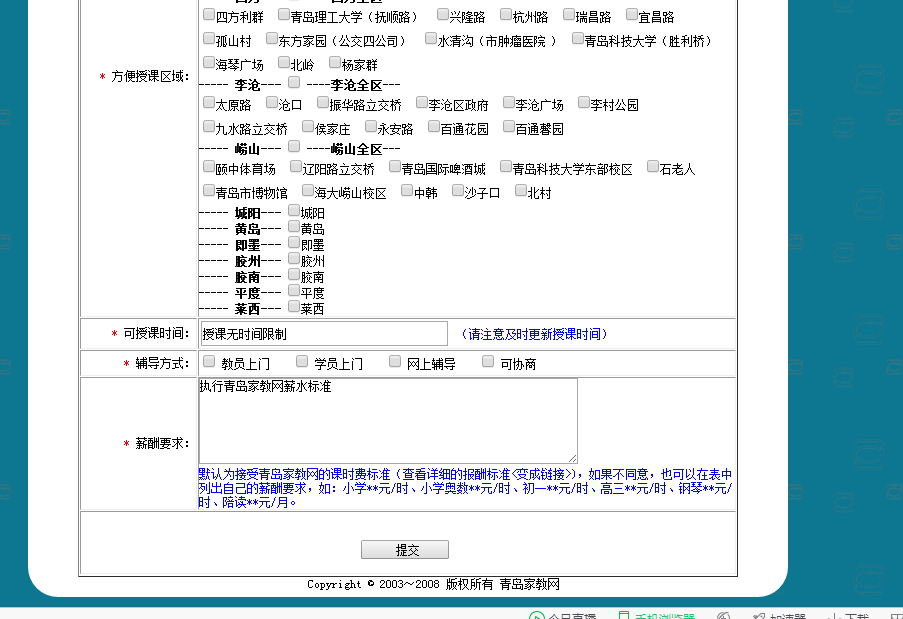 四方利群 青岛理工大学（抚顺路） 兴隆路 杭州路 瑞昌路 宜昌路
孤山村 东方家园（公交四公司） 水清沟（市肿瘤医院 ） 青岛科技大学（胜利桥）
海琴广场 北岭 杨家群
* 方便授课区域：
----- 李沧--- ----李沧全区---
太原路 沧口 振华路立交桥 李沧区政府 李沧广场 李村公园
九水路立交桥 侯家庄 永安路 百通花园 百通馨园
----- 崂山--- ----崂山全区---
颐中体育场 辽阳路立交桥 青岛国际啤酒城 青岛科技大学东部校区 石老人
青岛市博物馆 海大崂山校区 中韩 沙子口 北村
----- 城阳--- 城阳
----- 黄岛--- 黄岛
----- 即墨--- 即墨
----- 胶州--- 胶州
----- 胶南--- 胶南
----- 平度--- 平度
----- 莱西--- 莱西
* 可授课时间： 授课无时间限制 （请注意及时更新授课时间）
* 辅导方式： 教员上门 学员上门 网上辅导 可协商
执行青岛家教网薪水标准
* 薪酬要求：
默认为接受青岛家教网的课时费标准（查看详细的报酬标准<变成链接>），如果不同意，也可以在表中
列出自己的薪酬要求，如：小学**元/时、小学奥数**元/时、初一**元/时、高三**元/时、钢琴**元/
时、陪读**元/月。
提交
Copyright © 2003～2008 版权所有 青岛家教网
今日直播 手机浏览器 加速器 下载